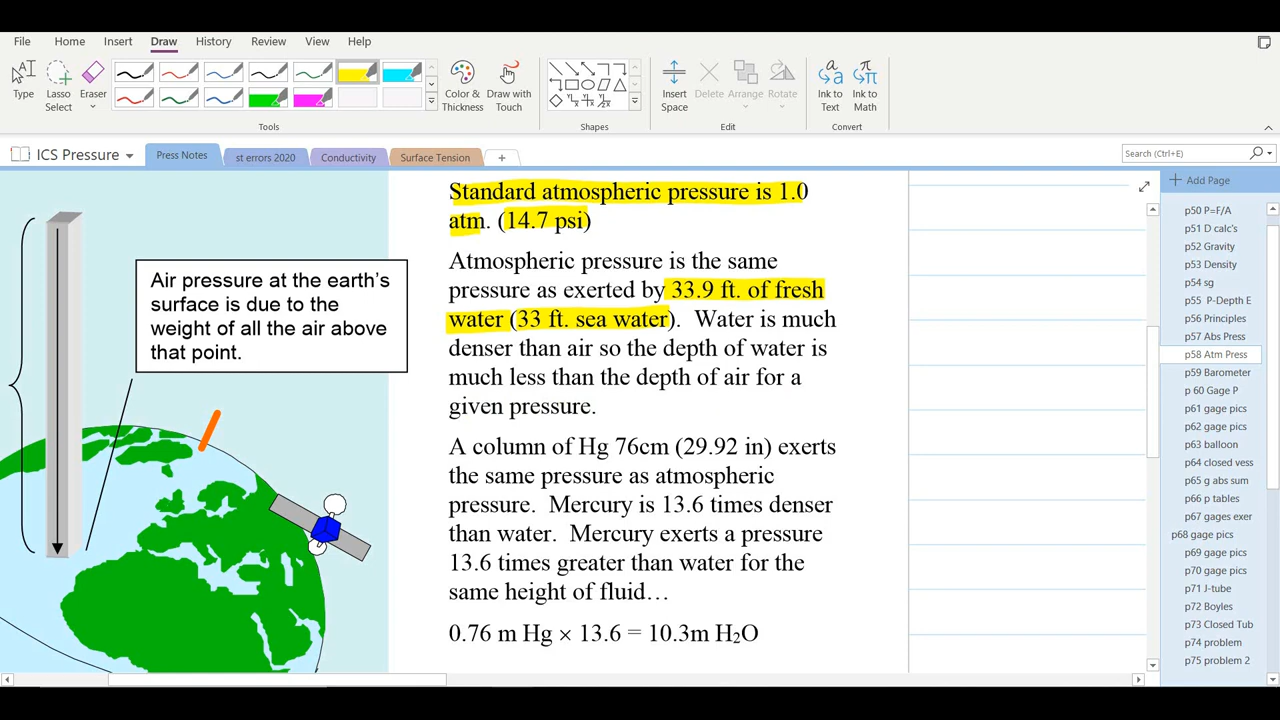 File Home Insert Draw History Review View Help
Type Lasso Select Eraser Color & Thickness Draw with Touch Insert Space Delete Arrange Rotate Ink to Text Ink to Math
Tools Shapes Edit Convert
ICS Pressure Press Notes st errors 2020 Conductivity Surface Tension + Search (Ctrl+E)
Air pressure at the earth's
surface is due to the
weight of all the air above
that point.
Standard atmospheric pressure is 1.0
atm. (14.7 psi)
Atmospheric pressure is the same
pressure as exerted by 33.9 ft. of fresh
water (33 ft. sea water). Water is much
denser than air so the depth of water is
much less than the depth of air for a
given pressure.
A column of Hg 76cm (29.92 in) exerts
the same pressure as atmospheric
pressure. Mercury is 13.6 times denser
than water. Mercury exerts a pressure
13.6 times greater than water for the
same height of fluid…
0.76 m Hg × 13.6 = 10.3m H₂O
Add Page
p50 P=F/A
p51 D calc's
p52 Gravity
p53 Density
p54 sg
p55 P-Depth E
p56 Principles
p57 Abs Press
p58 Atm Press
p59 Barometer
p 60 Gage P
p61 gage pics
p62 gage pics
p63 balloon
p64 closed vess
p65 g abs sum
p66 p tables
p67 gages exer
p68 gage pics
p69 gage pics
p70 gage pics
p71 J-tube
p72 Boyles
p73 Closed Tub
p74 problem
p75 problem 2